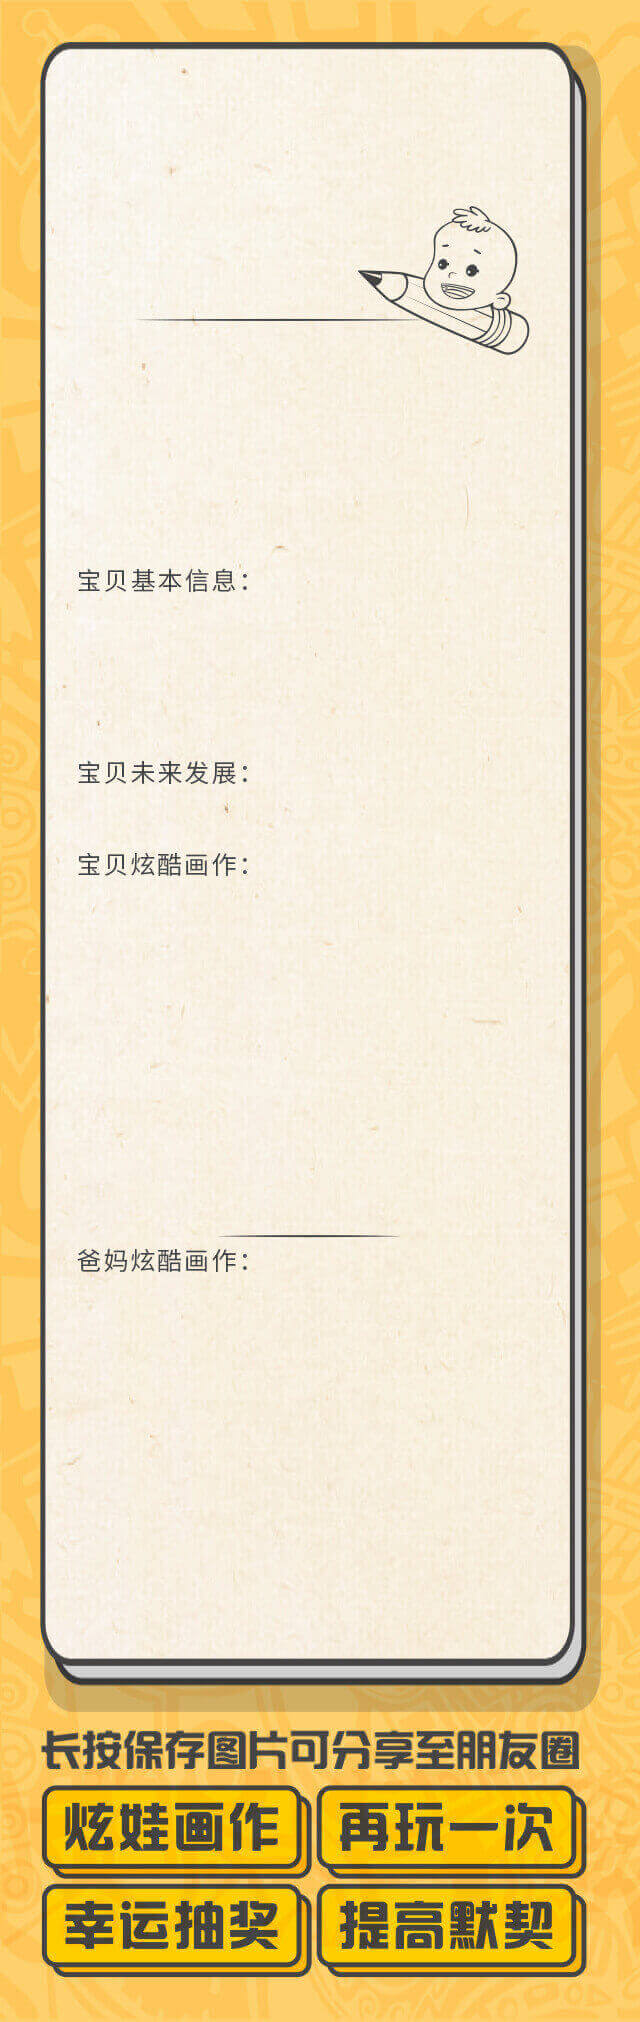 宝贝基本信息：
宝贝未来发展：
宝贝炫酷画作：
爸妈炫酷画作：
长按保存图片可分享至朋友圈
炫娃画作 再玩一次
幸运抽奖 提高默契